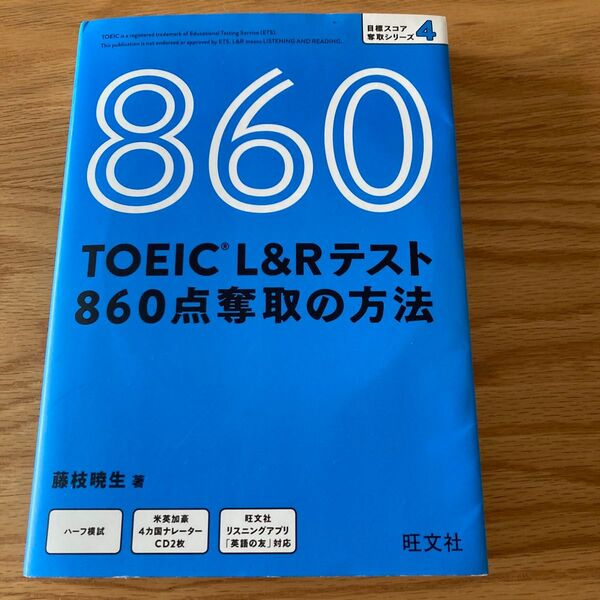 TOEIC is a registered trademark of Educational Testing Service (ETS).
This publication is not endorsed or approved by ETS. L&R means LISTENING AND READING.
目標スコア
奪取シリーズ
4
860
TOEIC® L&Rテスト
860点奪取の方法
藤枝暁生 著
ハーフ模試
米英加豪
4カ国ナレーター
CD2枚
旺文社
リスニングアプリ
「英語の友」対応
旺文社